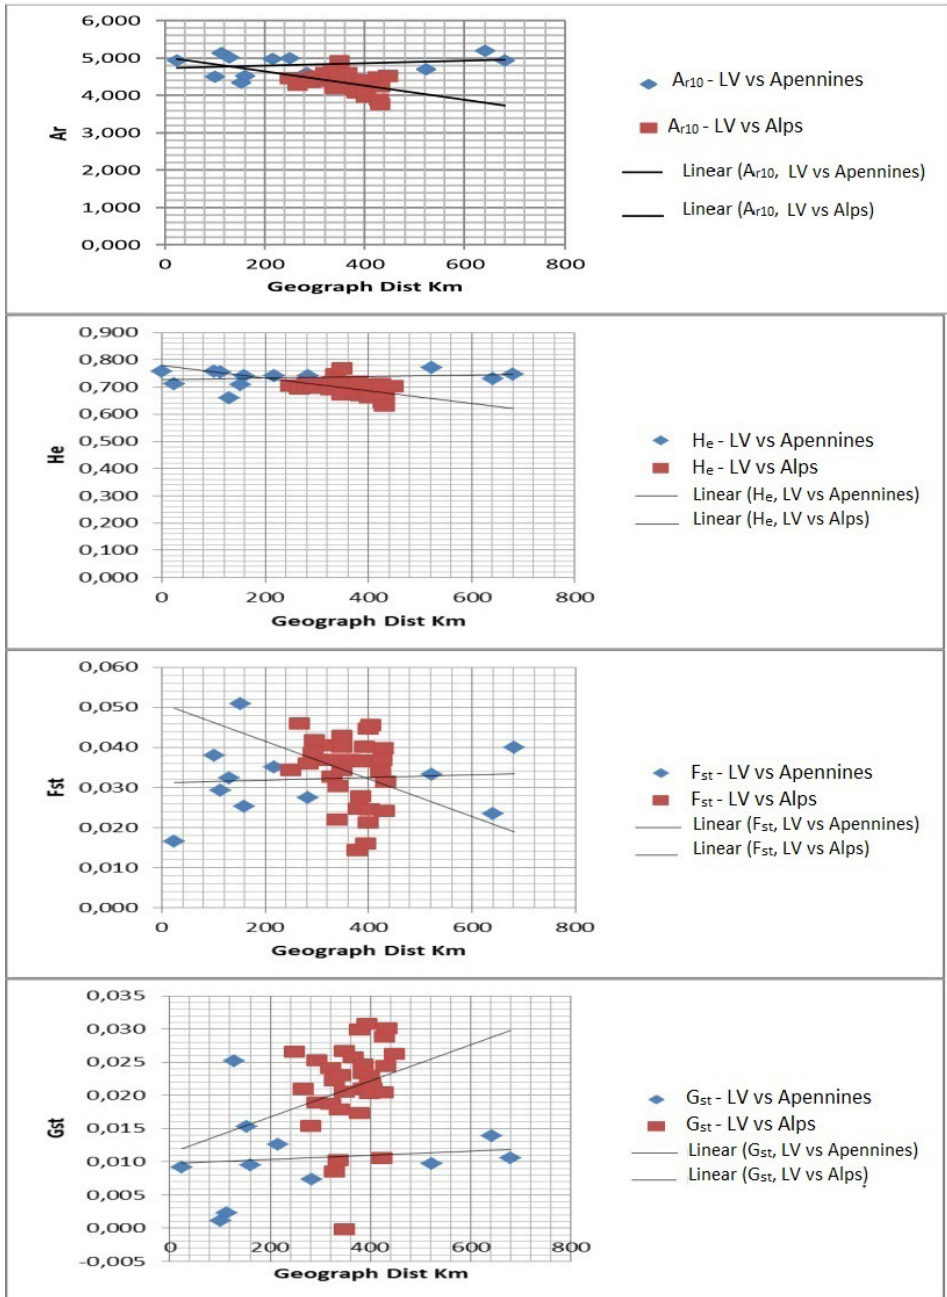 6,000
5,000
4,000
3,000
2,000
1,000
0,000
Ar
0 200 400 600 800
Geograph Dist Km
Ar10 - LV vs Apennines
Ar10 - LV vs Alps
Linear (Ar10, LV vs Apennines)
Linear (Ar10, LV vs Alps)
0,900
0,800
0,700
0,600
0,500
0,400
0,300
0,200
0,100
0,000
He
0 200 400 600 800
Geograph Dist Km
He - LV vs Apennines
He - LV vs Alps
Linear (He, LV vs Apennines)
Linear (He, LV vs Alps)
0,060
0,050
0,040
0,030
0,020
0,010
0,000
Fst
0 200 400 600 800
Geograph Dist Km
Fst - LV vs Apennines
Fst - LV vs Alps
Linear (Fst, LV vs Apennines)
Linear (Fst, LV vs Alps)
0,035
0,030
0,025
0,020
0,015
0,010
0,005
0,000
-0,005
Gst
0 200 400 600 800
Geograph Dist Km
Gst - LV vs Apennines
Gst - LV vs Alps
Linear (Gst, LV vs Apennines)
Linear (Gst, LV vs Alps)